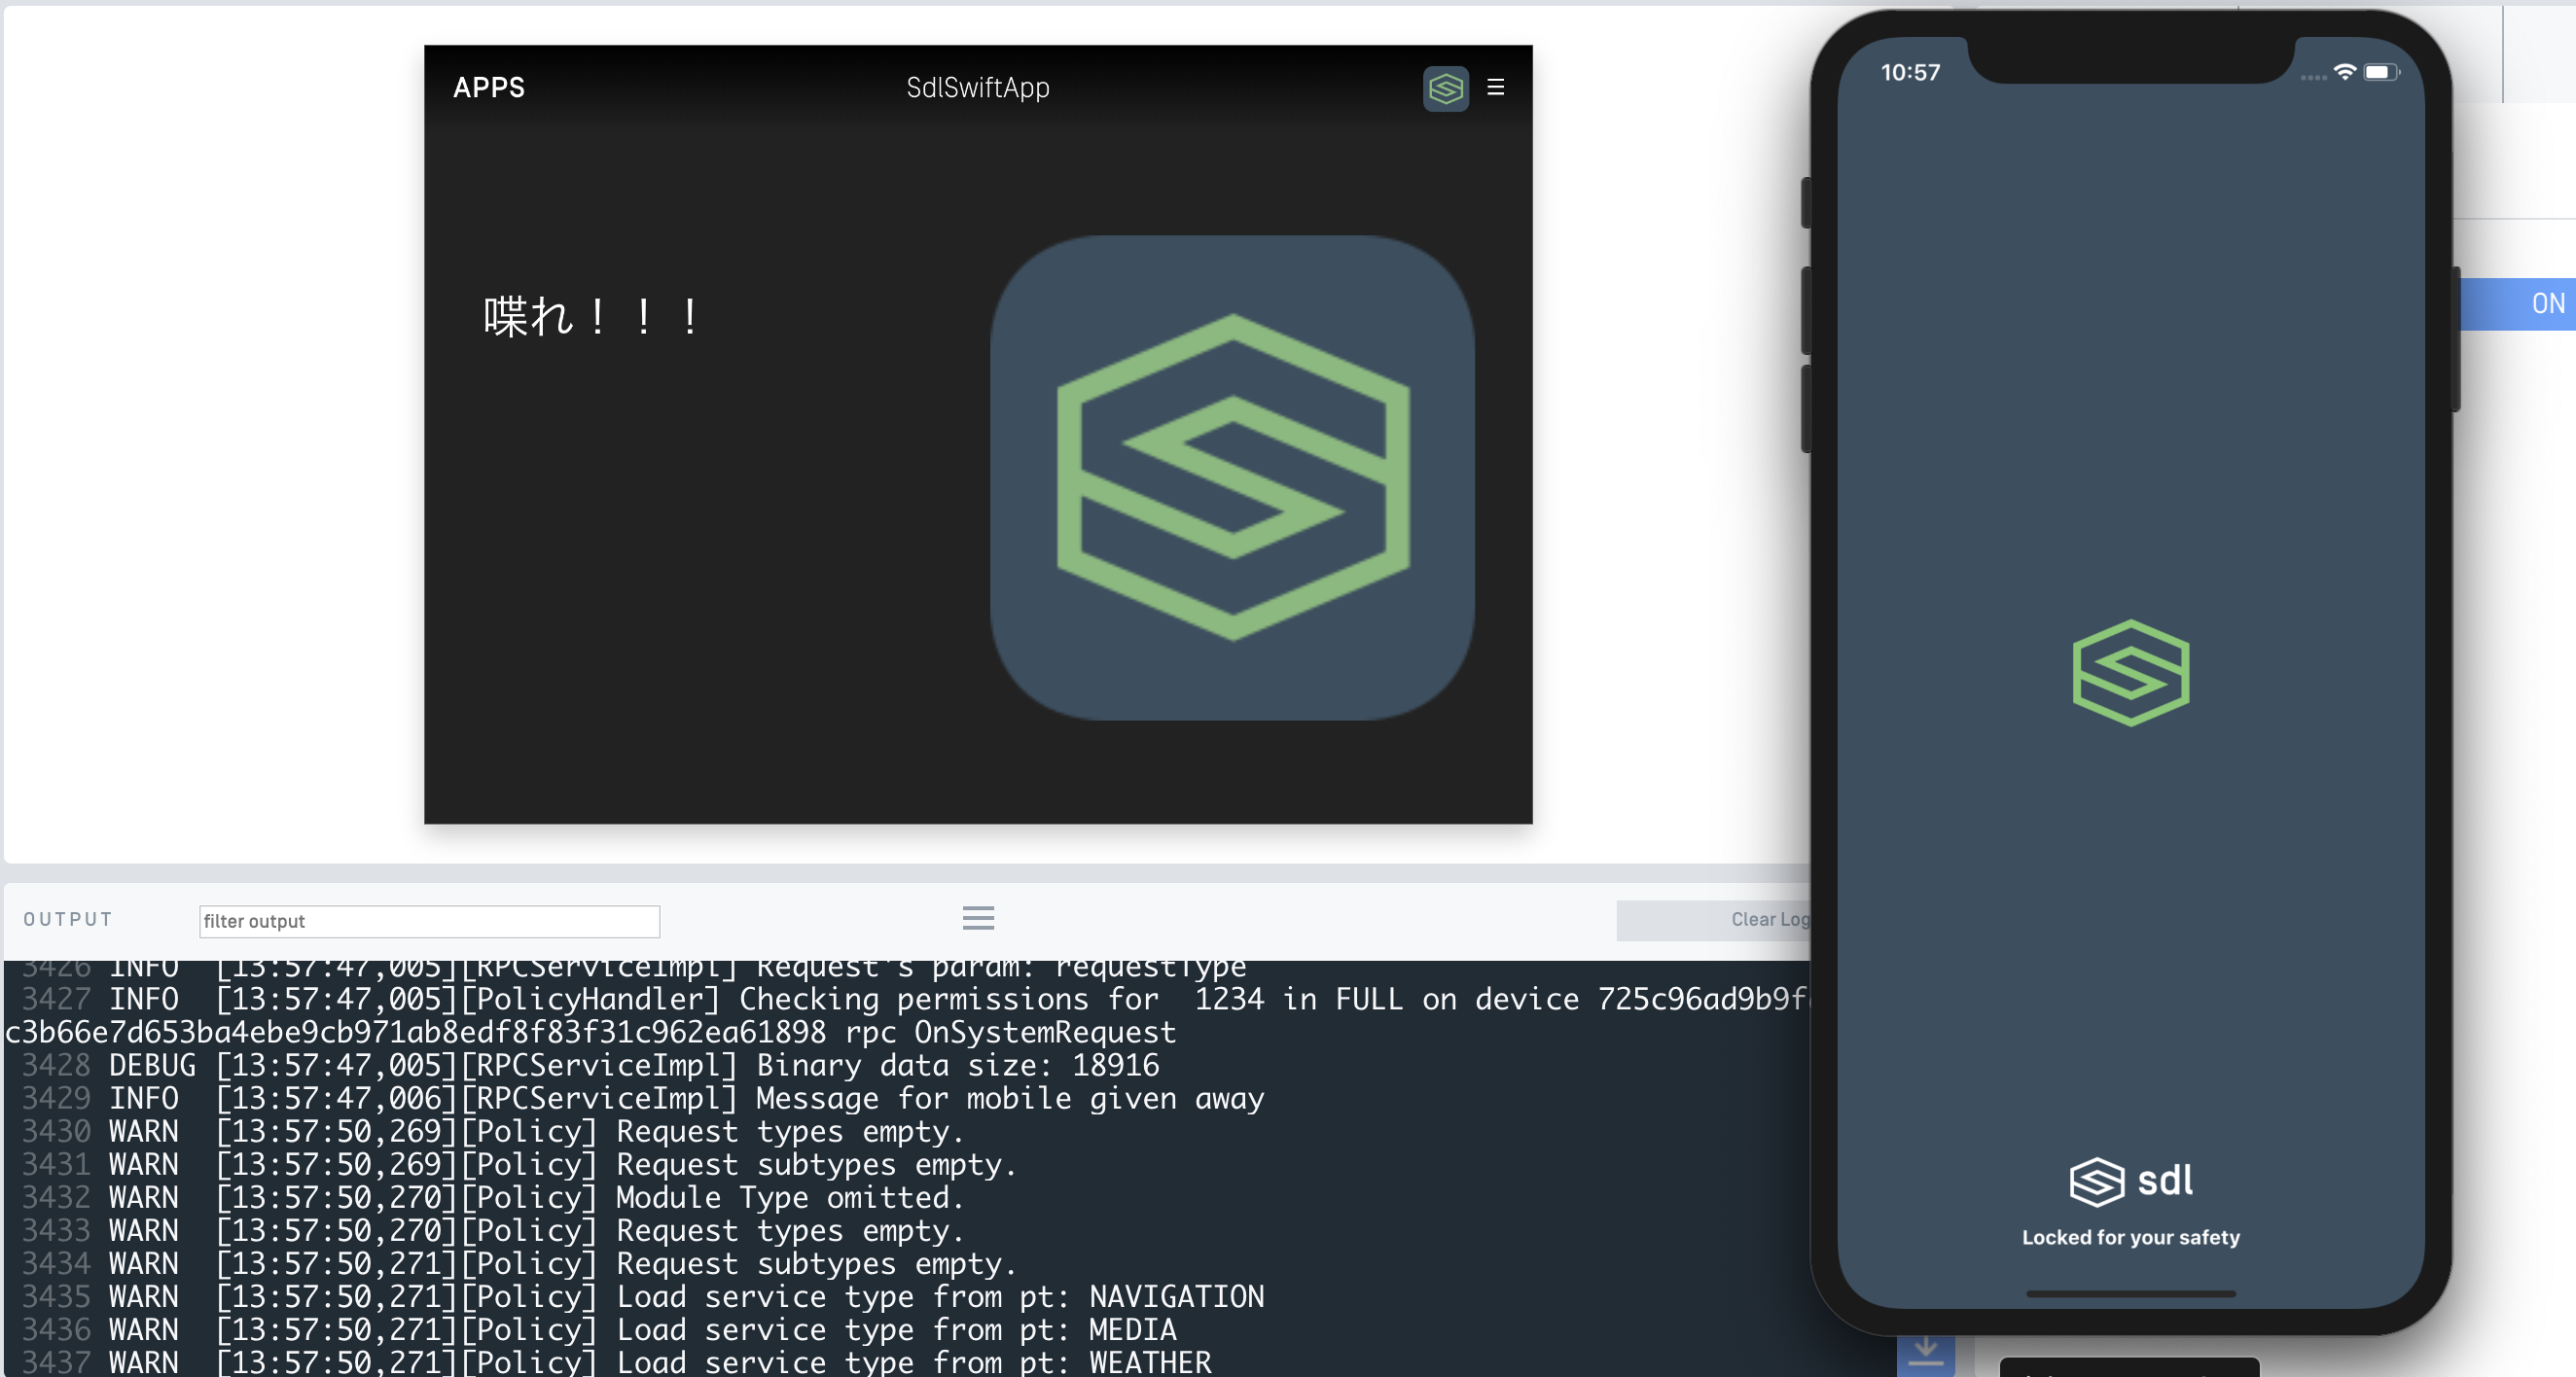 APPS
SdlSwiftApp
喋れ！！！
10:57
ON
OUTPUT
filter output
Clear Log
3426 INFO [13:57:47,005][RPCServiceImpl] Request's param: requestType
3427 INFO [13:57:47,005][PolicyHandler] Checking permissions for 1234 in FULL on device 725c96ad9b9f
c3b66e7d653ba4ebe9cb971ab8edf8f83f31c962ea61898 rpc OnSystemRequest
3428 DEBUG [13:57:47,005][RPCServiceImpl] Binary data size: 18916
3429 INFO [13:57:47,006][RPCServiceImpl] Message for mobile given away
3430 WARN [13:57:50,269][Policy] Request types empty.
3431 WARN [13:57:50,269][Policy] Request subtypes empty.
3432 WARN [13:57:50,270][Policy] Module Type omitted.
3433 WARN [13:57:50,270][Policy] Request types empty.
3434 WARN [13:57:50,271][Policy] Request subtypes empty.
3435 WARN [13:57:50,271][Policy] Load service type from pt: NAVIGATION
3436 WARN [13:57:50,271][Policy] Load service type from pt: MEDIA
3437 WARN [13:57:50,271][Policy] Load service type from pt: WEATHER
sdl
Locked for your safety